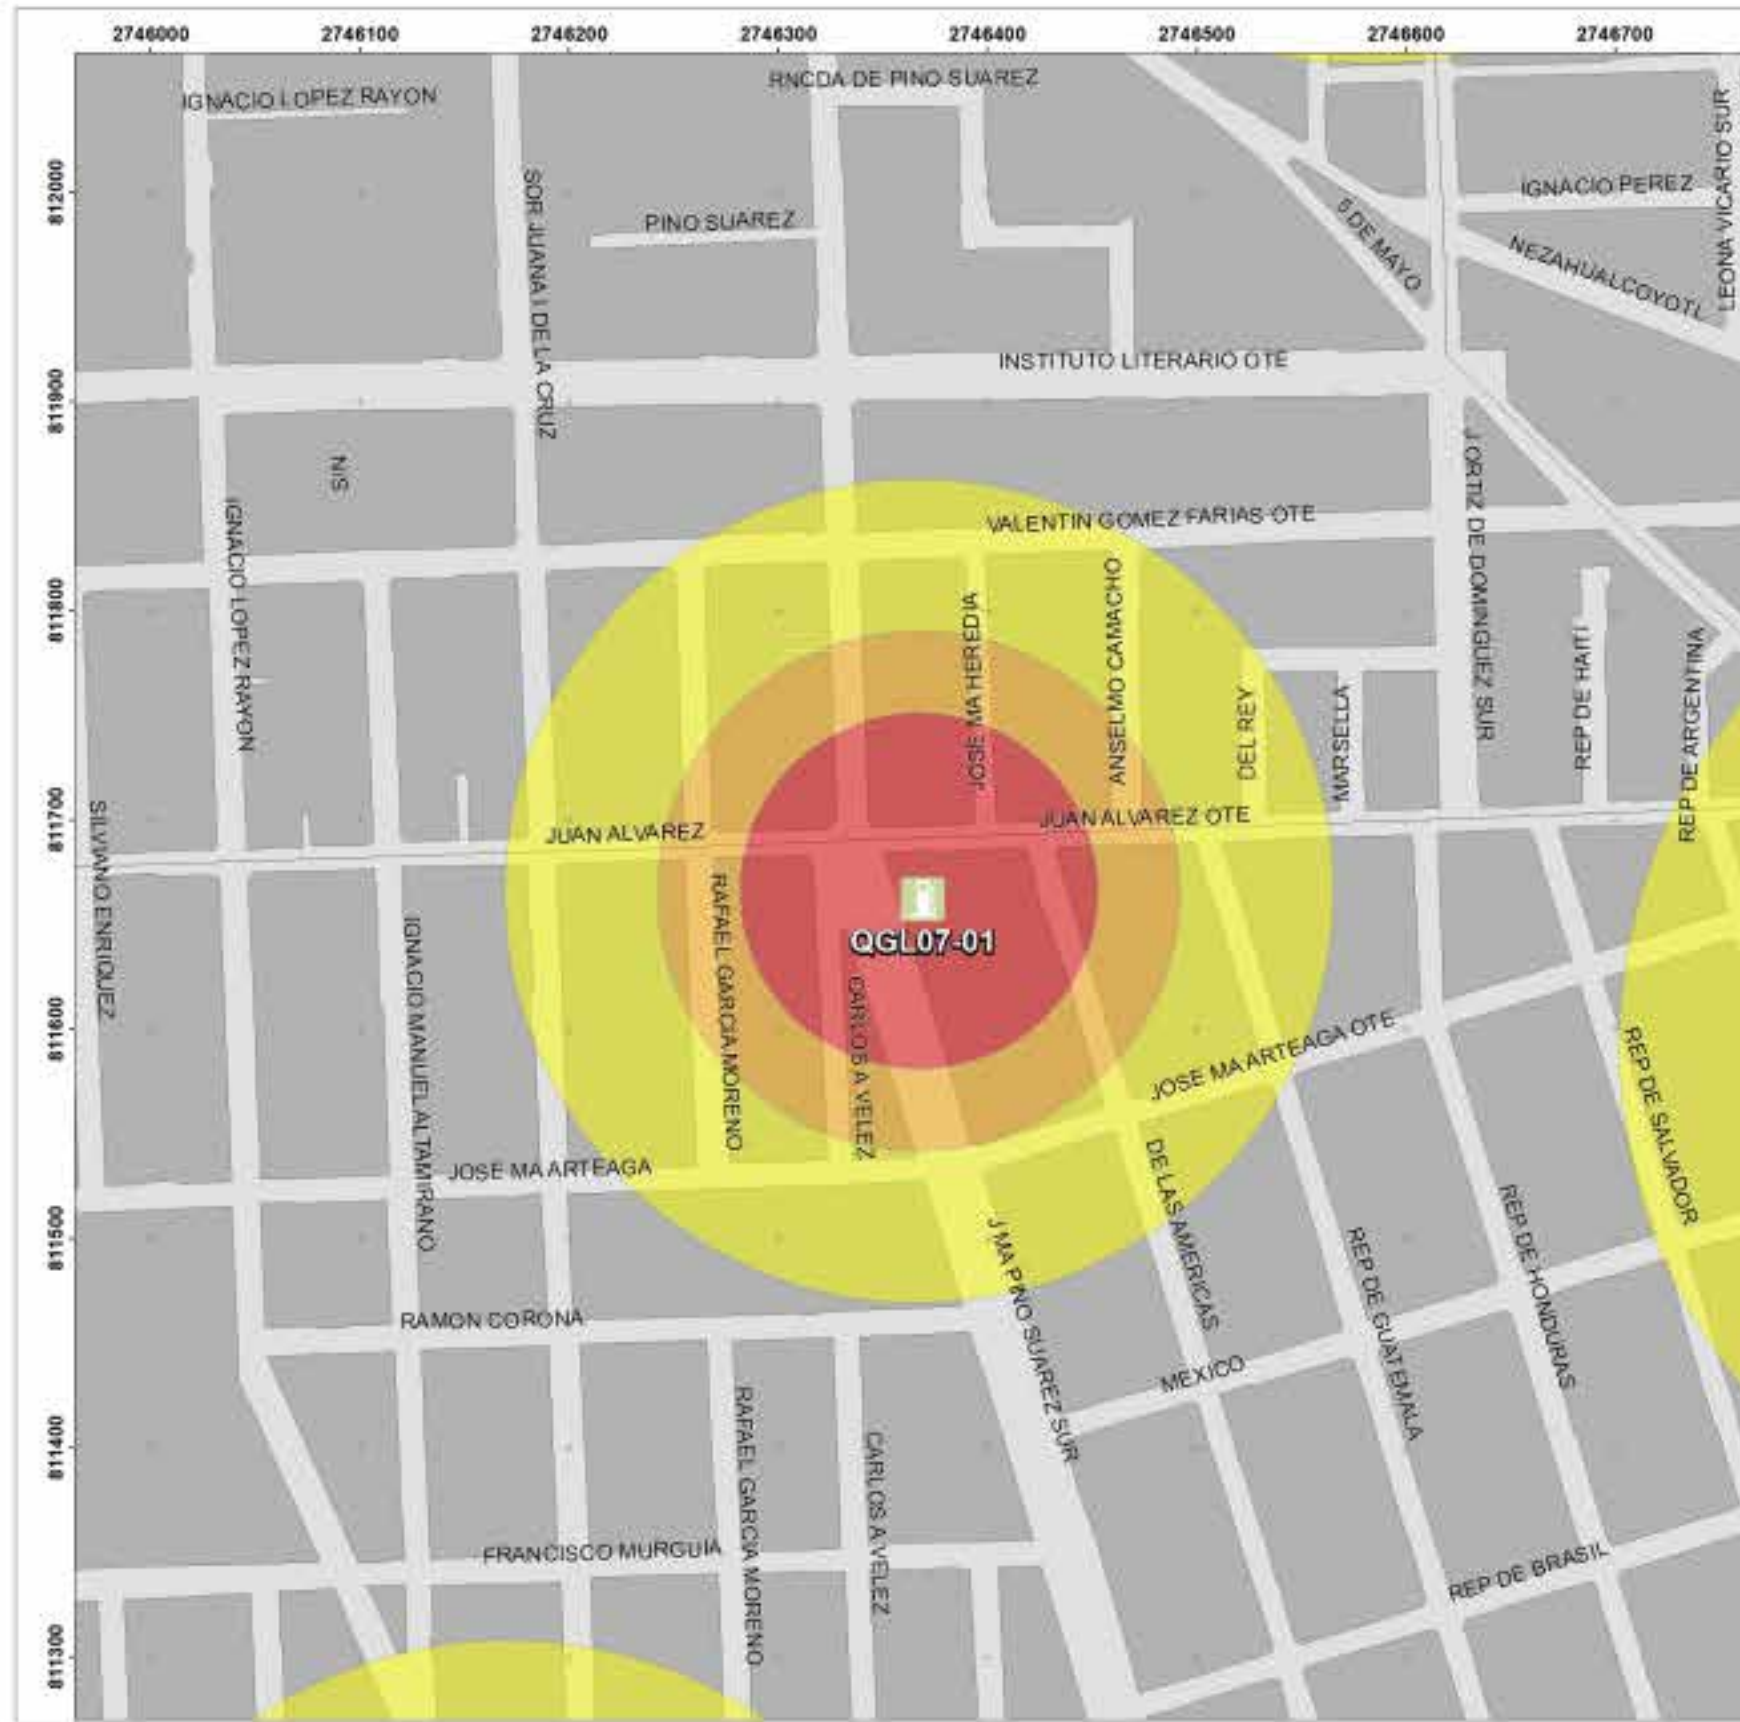 2746000 2746100 2746200 2746300 2746400 2746500 2746600 2746700
RNCDA DE PINO SUAREZ
IGNACIO LOPEZ RAYON
LEONA VICARIO SUR
812000
SOR JUANA I DE LA CRUZ
IGNACIO PEREZ
PINO SUAREZ
5 DE MAYO
NEZAHUALCOYOTL
INSTITUTO LITERARIO OTE
811900
J ORTIZ DE DOMINGUEZ SUR
SIN
IGNACIO LOPEZ RAYON
VALENTIN GOMEZ FARIAS OTE
ANSELMO CAMACHO
811800
JOSE MA HEREDIA
REP DE HAITI
REP DE ARGENTINA
DEL REY
MARSELLA
811700
SILVIANO ENRIQUEZ
JUAN ALVAREZ
JUAN ALVAREZ OTE
RAFAEL GARCIA MORENO
IGNACIO MANUEL ALTAMIRANO
QGL07-01
CARLOS A VELEZ
811600
JOSE MA ARTEAGA OTE
REP DE SALVADOR
JOSE MA ARTEAGA
DE LAS AMERICAS
REP DE HONDURAS
811500
J MA PINO SUAREZ SUR
REP DE GUATEMALA
RAMON CORONA
MEXICO
RAFAEL GARCIA MORENO
CARLOS A VELEZ
811400
FRANCISCO MURGUIA
REP DE BRASIL
811300